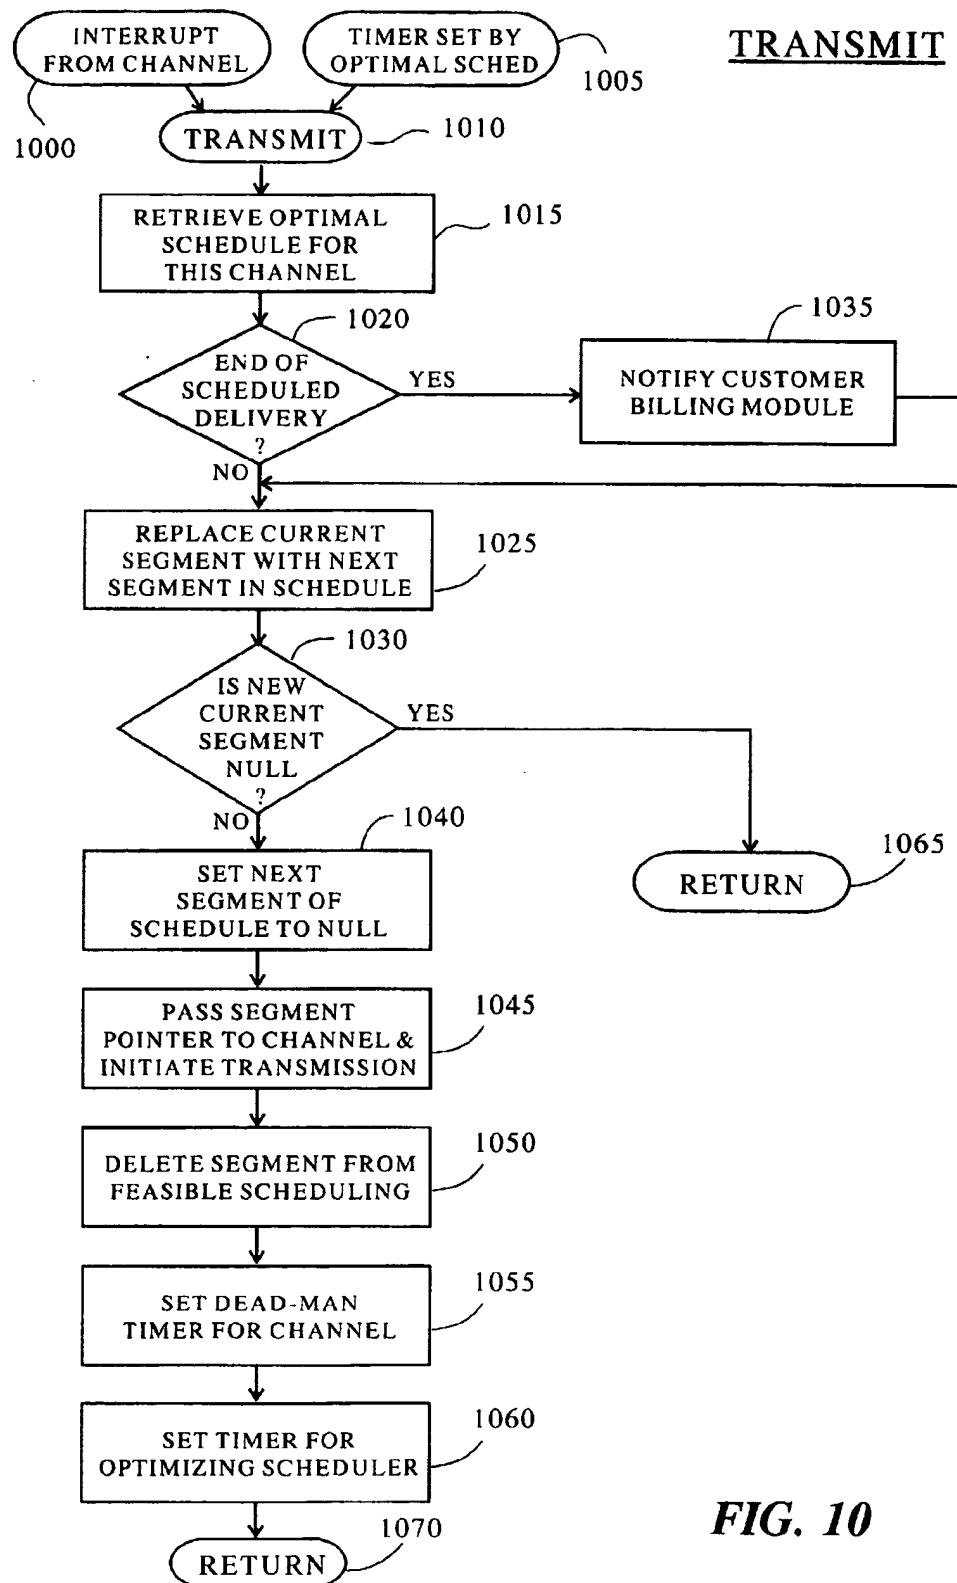 INTERRUPT
FROM CHANNEL
TIMER SET BY
OPTIMAL SCHED
TRANSMIT
1000
1005
TRANSMIT
1010
RETRIEVE OPTIMAL
SCHEDULE FOR
THIS CHANNEL
1015
1020
END OF
SCHEDULED
DELIVERY
?
YES
NO
1035
NOTIFY CUSTOMER
BILLING MODULE
REPLACE CURRENT
SEGMENT WITH NEXT
SEGMENT IN SCHEDULE
1025
1030
IS NEW
CURRENT
SEGMENT
NULL
?
YES
NO
1040
SET NEXT
SEGMENT OF
SCHEDULE TO NULL
RETURN
1065
PASS SEGMENT
POINTER TO CHANNEL &
INITIATE TRANSMISSION
1045
DELETE SEGMENT FROM
FEASIBLE SCHEDULING
1050
SET DEAD-MAN
TIMER FOR CHANNEL
1055
SET TIMER FOR
OPTIMIZING SCHEDULER
1060
RETURN
1070
FIG. 10